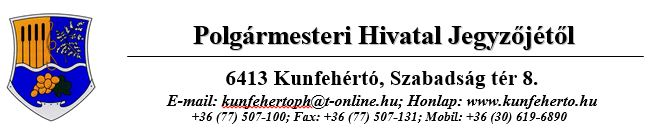 Polgármesteri Hivatal Jegyzőjétől
6413 Kunfehértó, Szabadság tér 8.
E-mail: kunfehertoph@t-online.hu; Honlap: www.kunfeherto.hu
+36 (77) 507-100; Fax: +36 (77) 507-131; Mobil: +36 (30) 619-6890